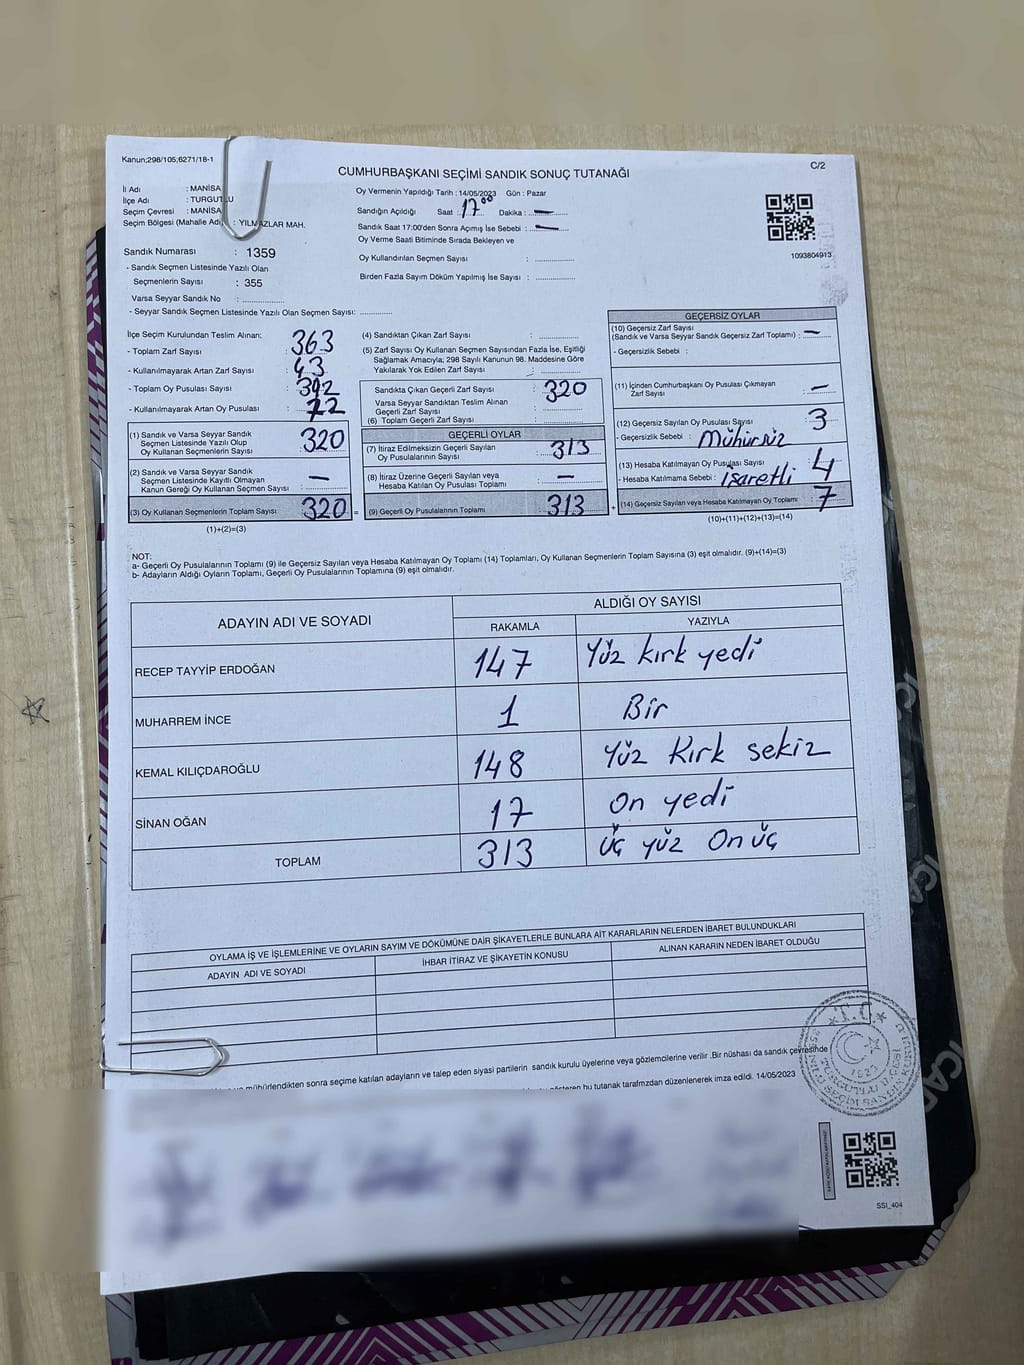 Kanun;298/105,6271/18-1
C/2
CUMHURBAŞKANI SEÇİMİ SANDIK SONUÇ TUTANAĞI
İl Adı : MANİSA
İlçe Adı : TURGUTLU
Seçim Çevresi : MANİSA
Seçim Bölgesi (Mahalle Adı) : YILMAZLAR MAH.
Oy Vermenin Yapıldığı Tarih : 14/05/2023 Gün : Pazar
Sandığın Açıldığı Saat : 17⁰⁰ Dakika : —
Sandık Saat 17:00'den Sonra Açımış İse Sebebi : —
Oy Verme Saati Bitiminde Sırada Bekleyen ve
Oy Kullandırılan Seçmen Sayısı :
Birden Fazla Sayım Döküm Yapılmış İse Sayısı :
1093804913
Sandık Numarası : 1359
- Sandık Seçmen Listesinde Yazılı Olan
Seçmenlerin Sayısı : 355
Varsa Seyyar Sandık No :
- Seyyar Sandık Seçmen Listesinde Yazılı Olan Seçmen Sayısı:
İlçe Seçim Kurulundan Teslim Alınan;
- Toplam Zarf Sayısı : 363
- Kullanılmayarak Artan Zarf Sayısı : 43
- Toplam Oy Pusulası Sayısı : 392
- Kullanılmayarak Artan Oy Pusulası : 72
(1) Sandık ve Varsa Seyyar Sandık
Seçmen Listesinde Yazılı Olup
Oy Kullanan Seçmenlerin Sayısı : 320
(2) Sandık ve Varsa Seyyar Sandık
Seçmen Listesinde Kayıtlı Olmayan
Kanun Gereği Oy Kullanan Seçmen Sayısı : —
(3) Oy Kullanan Seçmenlerin Toplam Sayısı : 320
(1)+(2)=(3)
(4) Sandıktan Çıkan Zarf Sayısı :
(5) Zarf Sayısı Oy Kullanan Seçmen Sayısından Fazla İse, Eşitliği
Sağlamak Amacıyla; 298 Sayılı Kanunun 98. Maddesine Göre
Yakılarak Yok Edilen Zarf Sayısı :
Sandıkta Çıkan Geçerli Zarf Sayısı : 320
Varsa Seyyar Sandıktan Teslim Alınan
Geçerli Zarf Sayısı :
(6) Toplam Geçerli Zarf Sayısı :
GEÇERLİ OYLAR
(7) İtiraz Edilmeksizin Geçerli Sayılan
Oy Pusulalarının Sayısı : 313
(8) İtiraz Üzerine Geçerli Sayılan veya
Hesaba Katılan Oy Pusulası Toplamı : —
= (9) Geçerli Oy Pusulalarının Toplamı : 313
GEÇERSİZ OYLAR
(10) Geçersiz Zarf Sayısı
(Sandık ve Varsa Seyyar Sandık Geçersiz Zarf Toplamı) : —
- Geçersizlik Sebebi :
(11) İçinden Cumhurbaşkanı Oy Pusulası Çıkmayan
Zarf Sayısı : —
(12) Geçersiz Sayılan Oy Pusulası Sayısı : 3
- Geçersizlik Sebebi : Mühürsüz
(13) Hesaba Katılmayan Oy Pusulası Sayısı : 4
- Hesaba Katılmama Sebebi : İşaretli
+ (14) Geçersiz Sayılan veya Hesaba Katılmayan Oy Toplamı : 7
(10)+(11)+(12)+(13)=(14)
NOT:
a- Geçerli Oy Pusulalarının Toplamı (9) ile Geçersiz Sayılan veya Hesaba Katılmayan Oy Toplamı (14) Toplamları, Oy Kullanan Seçmenlerin Toplam Sayısına (3) eşit olmalıdır. (9)+(14)=(3)
b- Adayların Aldığı Oyların Toplamı, Geçerli Oy Pusulalarının Toplamına (9) eşit olmalıdır.
ADAYIN ADI VE SOYADI
ALDIĞI OY SAYISI
RAKAMLA YAZIYLA
RECEP TAYYİP ERDOĞAN 147 Yüz kırk yedi
MUHARREM İNCE 1 Bir
KEMAL KILIÇDAROĞLU 148 Yüz Kırk sekiz
SİNAN OĞAN 17 On yedi
TOPLAM 313 Üç yüz On üç
OYLAMA İŞ VE İŞLEMLERİNE VE OYLARIN SAYIM VE DÖKÜMÜNE DAİR ŞİKAYETLERLE BUNLARA AİT KARARLARIN NELERDEN İBARET BULUNDUKLARI
ADAYIN ADI VE SOYADI İHBAR İTİRAZ VE ŞİKAYETİN KONUSU ALINAN KARARIN NEDEN İBARET OLDUĞU
mühürlendikten sonra seçime katılan adayların ve talep eden siyasi partilerin sandık kurulu üyelerine veya gözlemcilerine verilir .Bir nüshası da sandık çevresinde
gösteren bu tutanak tarafmzdan düzenlenerek imza edildi. 14/05/2023
T.C.
1923
SSI_404